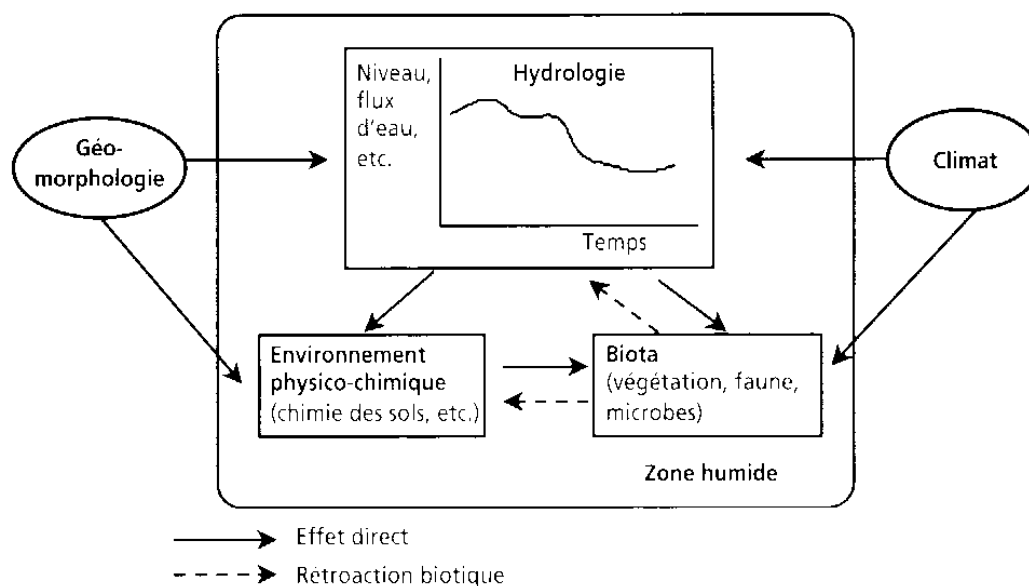 Niveau,
flux
d'eau,
etc.
Hydrologie
Temps
Géo-
morphologie
Climat
Environnement
physico-chimique
(chimie des sols, etc.)
Biota
(végétation, faune,
microbes)
Zone humide
Effet direct
Rétroaction biotique